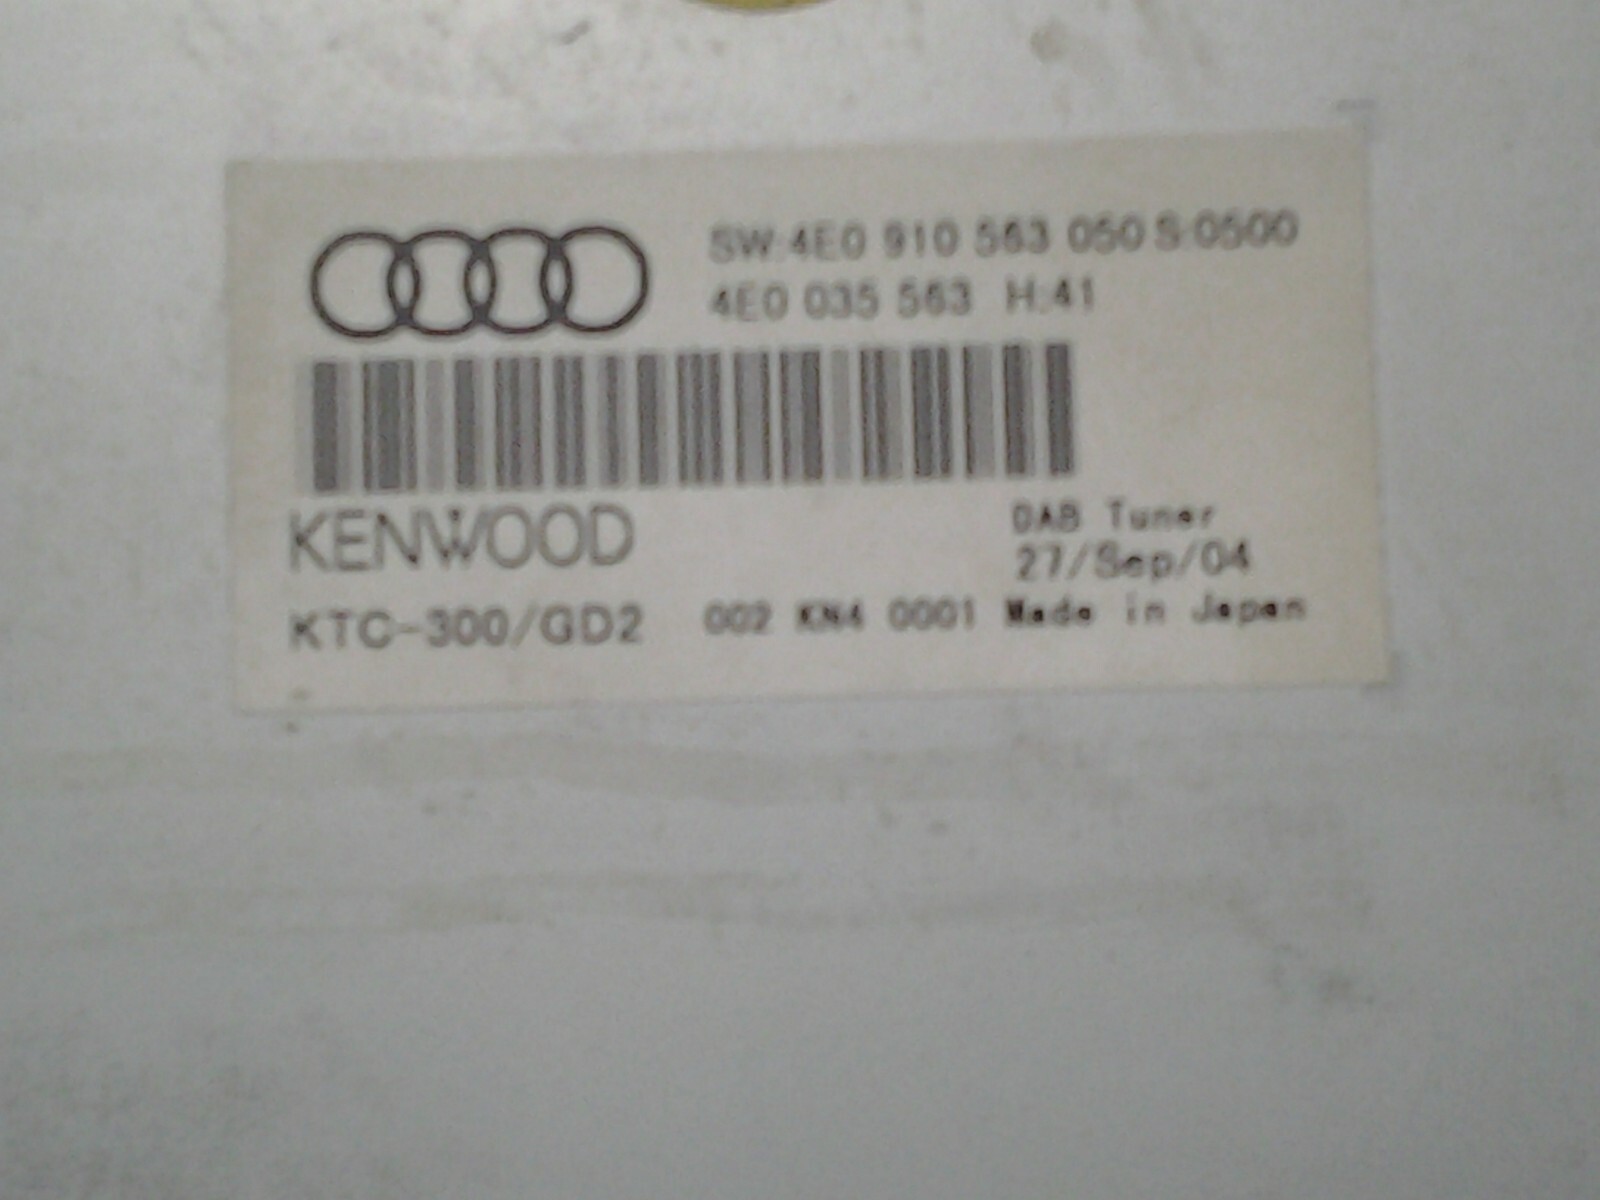 SW:4E0 910 563 050 S:0500
4E0 035 563 H:41
KENWOOD
DAB Tuner
27/Sep/04
KTC-300/GD2 002 KN4 0001 Made in Japan